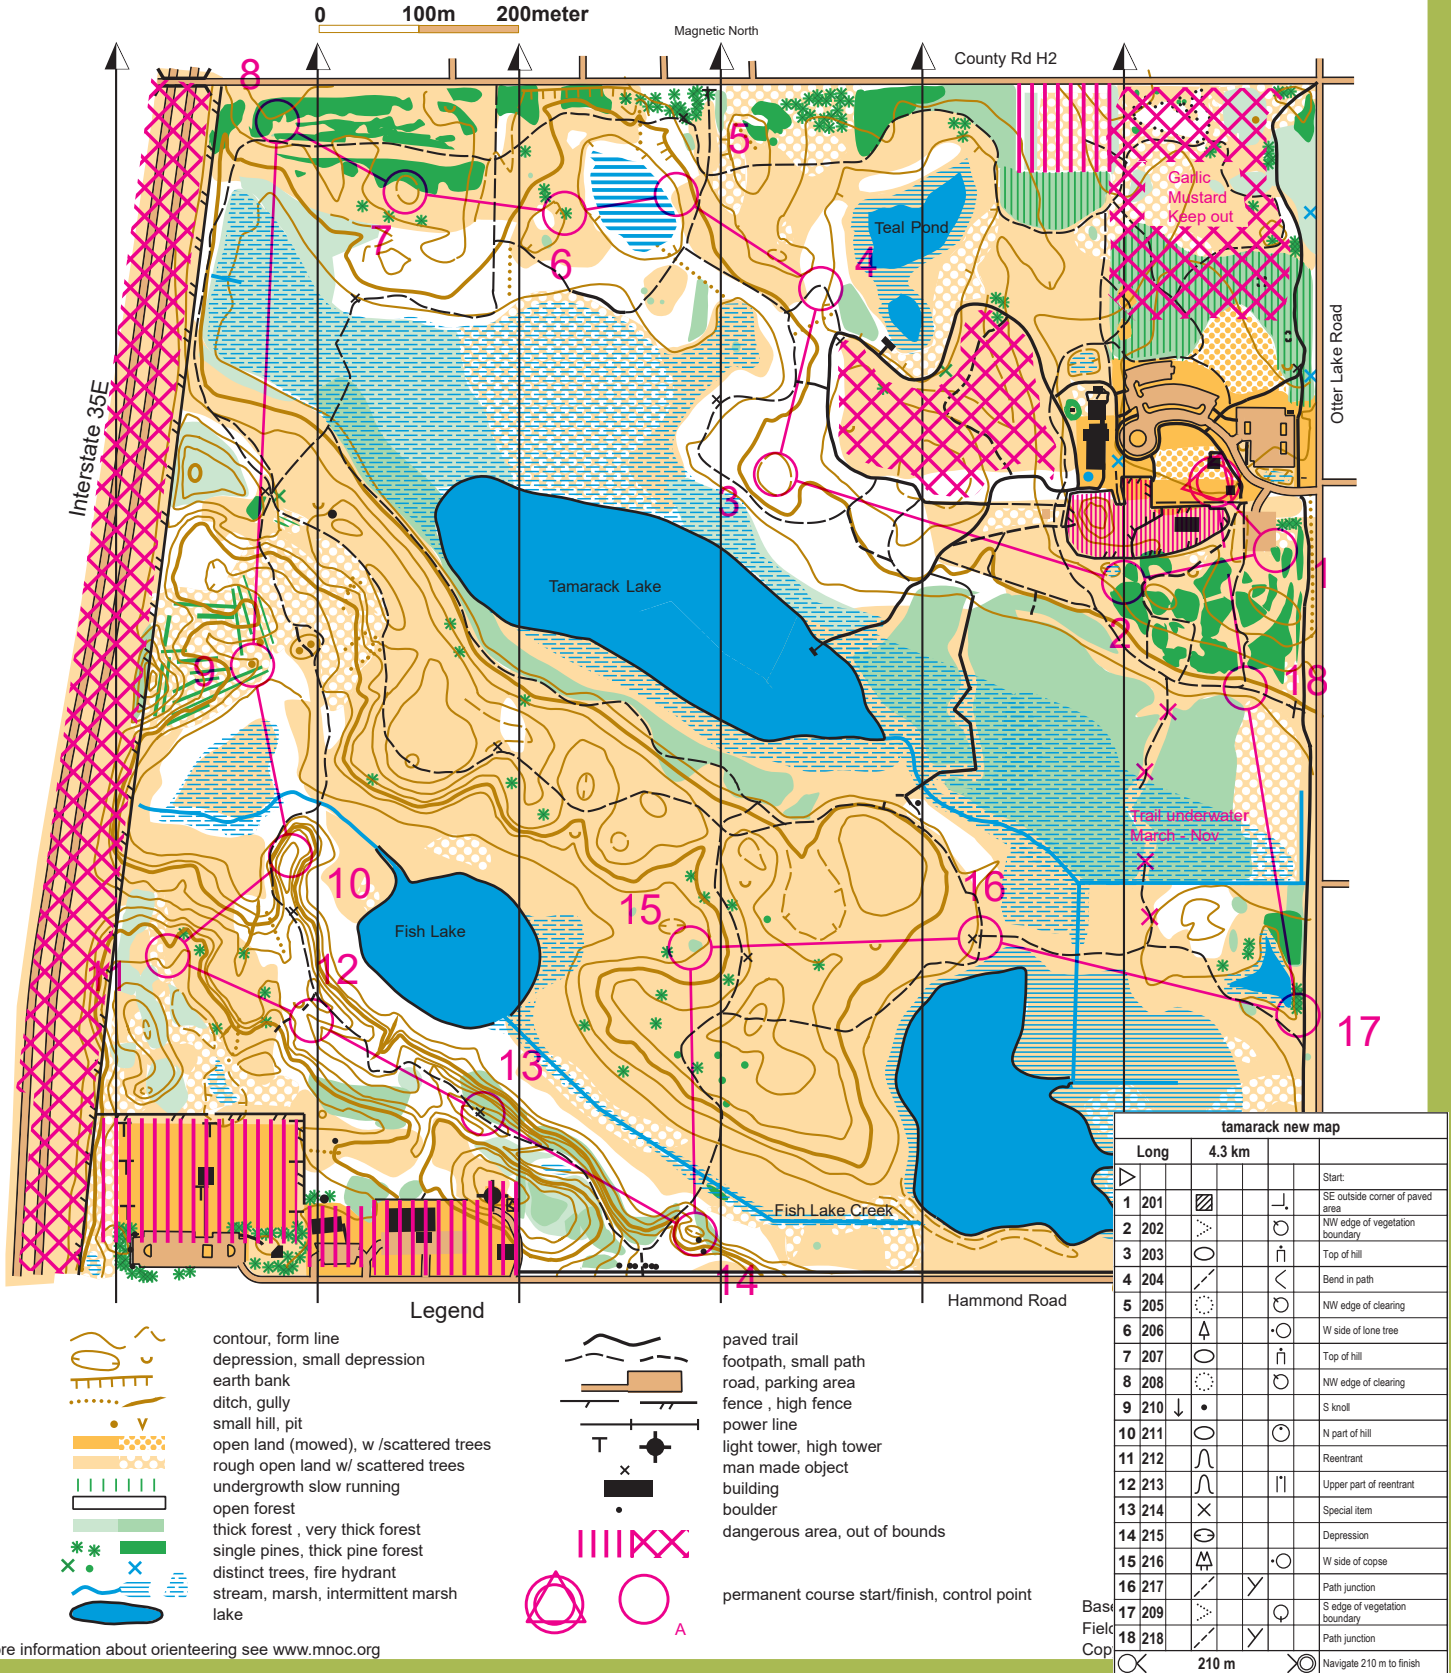 0 100m 200meter
Magnetic North
County Rd H2
8
5
Garlic
Mustard
Keep out
Teal Pond
7
6
4
Otter Lake Road
Interstate 35E
3
Tamarack Lake
1
2
9
18
Trail underwater
March - Nov
10
15
16
Fish Lake
11
12
17
13
Fish Lake Creek
14
Hammond Road
Legend
contour, form line
depression, small depression
earth bank
ditch, gully
small hill, pit
open land (mowed), w /scattered trees
rough open land w/ scattered trees
undergrowth slow running
open forest
thick forest , very thick forest
single pines, thick pine forest
distinct trees, fire hydrant
stream, marsh, intermittent marsh
lake
paved trail
footpath, small path
road, parking area
fence , high fence
power line
light tower, high tower
man made object
building
boulder
dangerous area, out of bounds
permanent course start/finish, control point
A
re information about orienteering see www.mnoc.org
Base
Field
Cop
tamarack new map
Long 4.3 km
Start:
1 201 SE outside corner of paved
area
2 202 NW edge of vegetation
boundary
3 203 Top of hill
4 204 Bend in path
5 205 NW edge of clearing
6 206 W side of lone tree
7 207 Top of hill
8 208 NW edge of clearing
9 210 S knoll
10 211 N part of hill
11 212 Reentrant
12 213 Upper part of reentrant
13 214 Special item
14 215 Depression
15 216 W side of copse
16 217 Path junction
17 209 S edge of vegetation
boundary
18 218 Path junction
210 m Navigate 210 m to finish